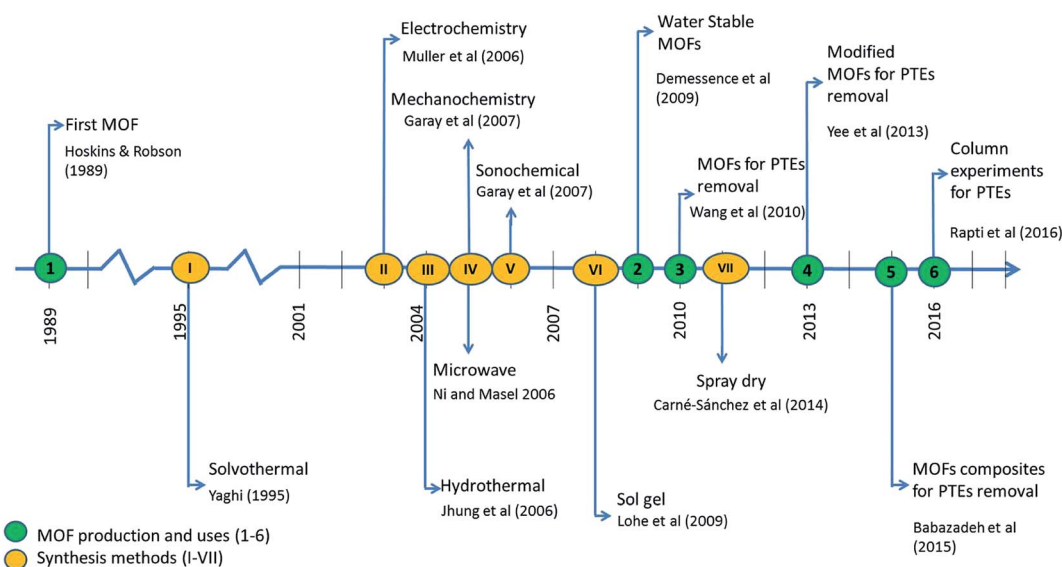 Electrochemistry
Muller et al (2006)
Water Stable
MOFs
Demessence et al
(2009)
Modified
MOFs for PTEs
removal
Yee et al (2013)
Mechanochemistry
Garay et al (2007)
First MOF
Hoskins & Robson
(1989)
Sonochemical
Garay et al (2007)
MOFs for PTEs
removal
Wang et al (2010)
Column
experiments
for PTEs
Rapti et al (2016)
1
I
II
III
IV
V
VI
2
3
VII
4
5
6
1989
1995
2001
2004
2007
2010
2013
2016
Microwave
Ni and Masel 2006
Spray dry
Carné-Sánchez et al (2014)
Solvothermal
Yaghi (1995)
Hydrothermal
Jhung et al (2006)
Sol gel
Lohe et al (2009)
MOFs composites
for PTEs removal
Babazadeh et al
(2015)
MOF production and uses (1-6)
Synthesis methods (I-VII)